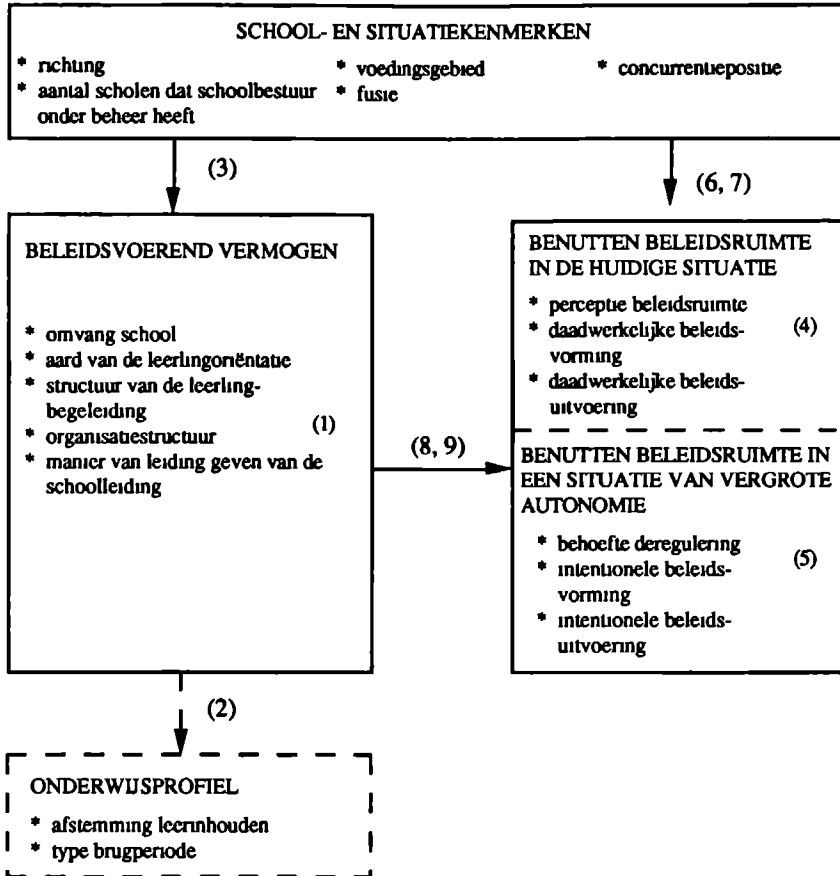 SCHOOL- EN SITUATIEKENMERKEN
* richting
* aantal scholen dat schoolbestuur
onder beheer heeft
* voedingsgebied
* fusie
* concurrentiepositie
(3)
(6, 7)
BELEIDSVOEREND VERMOGEN
* omvang school
* aard van de leerlingoriëntatie
* structuur van de leerling-
begeleiding
* organisatiestructuur
(1)
* manier van leiding geven van de
schoolleiding
(8, 9)
BENUTTEN BELEIDSRUIMTE
IN DE HUIDIGE SITUATIE
* perceptie beleidsruimte
* daadwerkelijke beleids-
vorming
(4)
* daadwerkelijke beleids-
uitvoering
BENUTTEN BELEIDSRUIMTE IN
EEN SITUATIE VAN VERGROTE
AUTONOMIE
* behoefte deregulering
* intentionele beleids-
vorming
(5)
* intentionele beleids-
uitvoering
(2)
ONDERWIJSPROFIEL
* afstemming leerinhouden
* type brugperiode